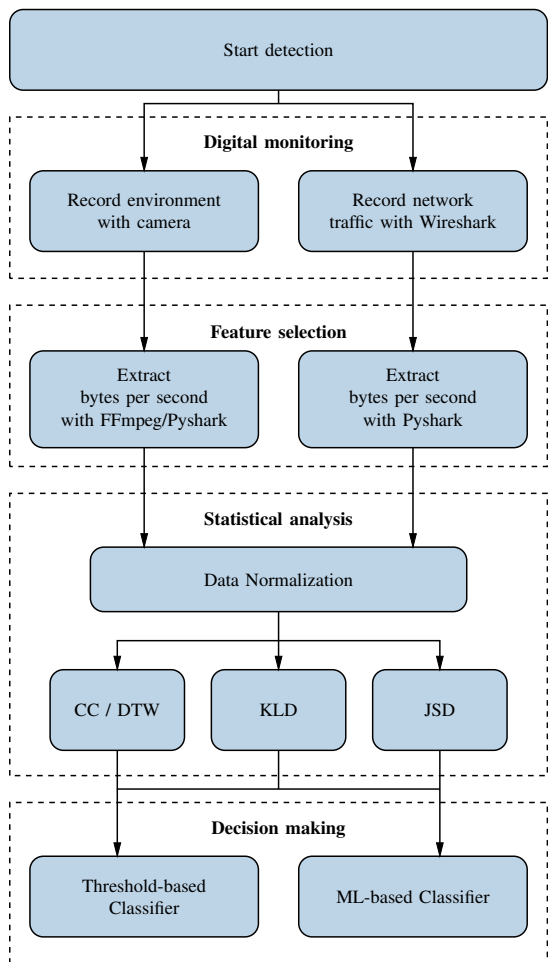 Start detection
Digital monitoring
Record environment
with camera
Record network
traffic with Wireshark
Feature selection
Extract
bytes per second
with FFmpeg/Pyshark
Extract
bytes per second
with Pyshark
Statistical analysis
Data Normalization
CC / DTW
KLD
JSD
Decision making
Threshold-based
Classifier
ML-based Classifier